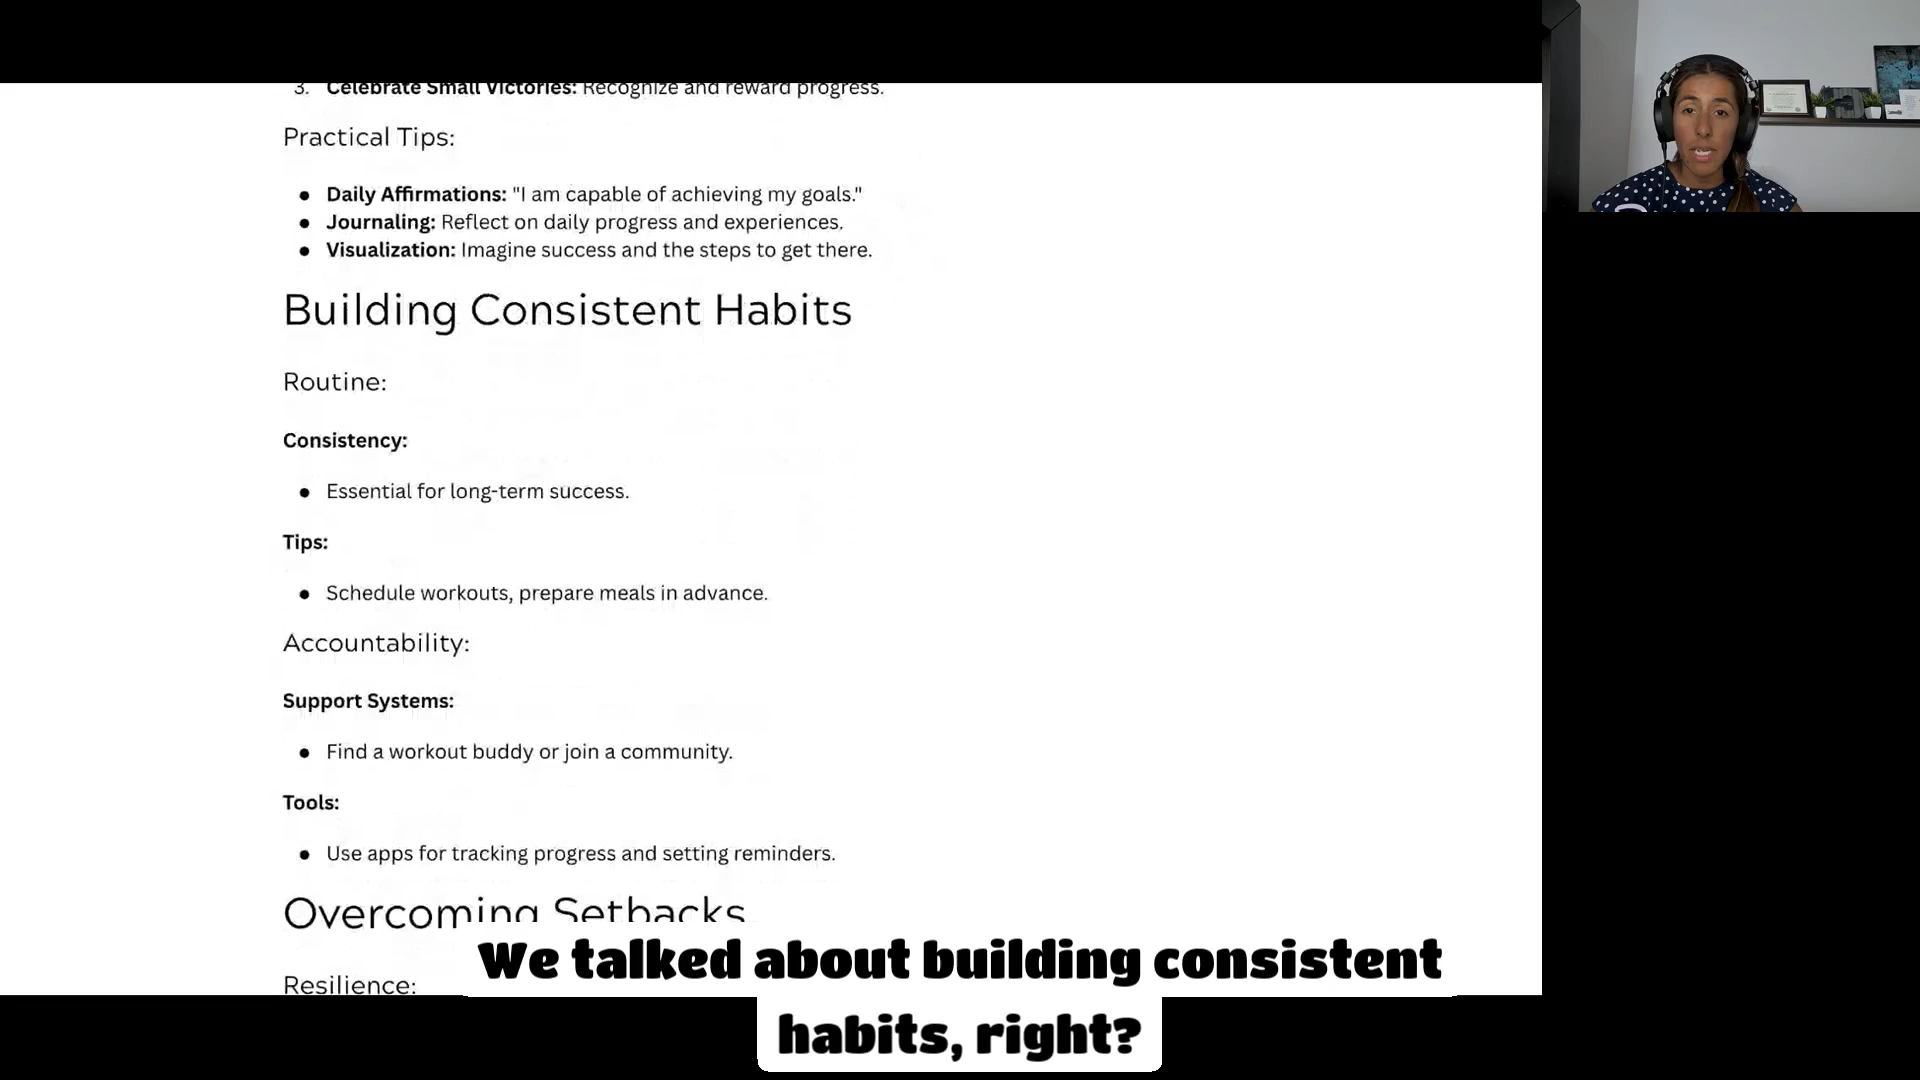 3. Celebrate Small Victories: Recognize and reward progress.
Practical Tips:
● Daily Affirmations: "I am capable of achieving my goals."
● Journaling: Reflect on daily progress and experiences.
● Visualization: Imagine success and the steps to get there.
Building Consistent Habits
Routine:
Consistency:
● Essential for long-term success.
Tips:
● Schedule workouts, prepare meals in advance.
Accountability:
Support Systems:
● Find a workout buddy or join a community.
Tools:
● Use apps for tracking progress and setting reminders.
Overcoming Setbacks
Resilience:
We talked about building consistent
habits, right?